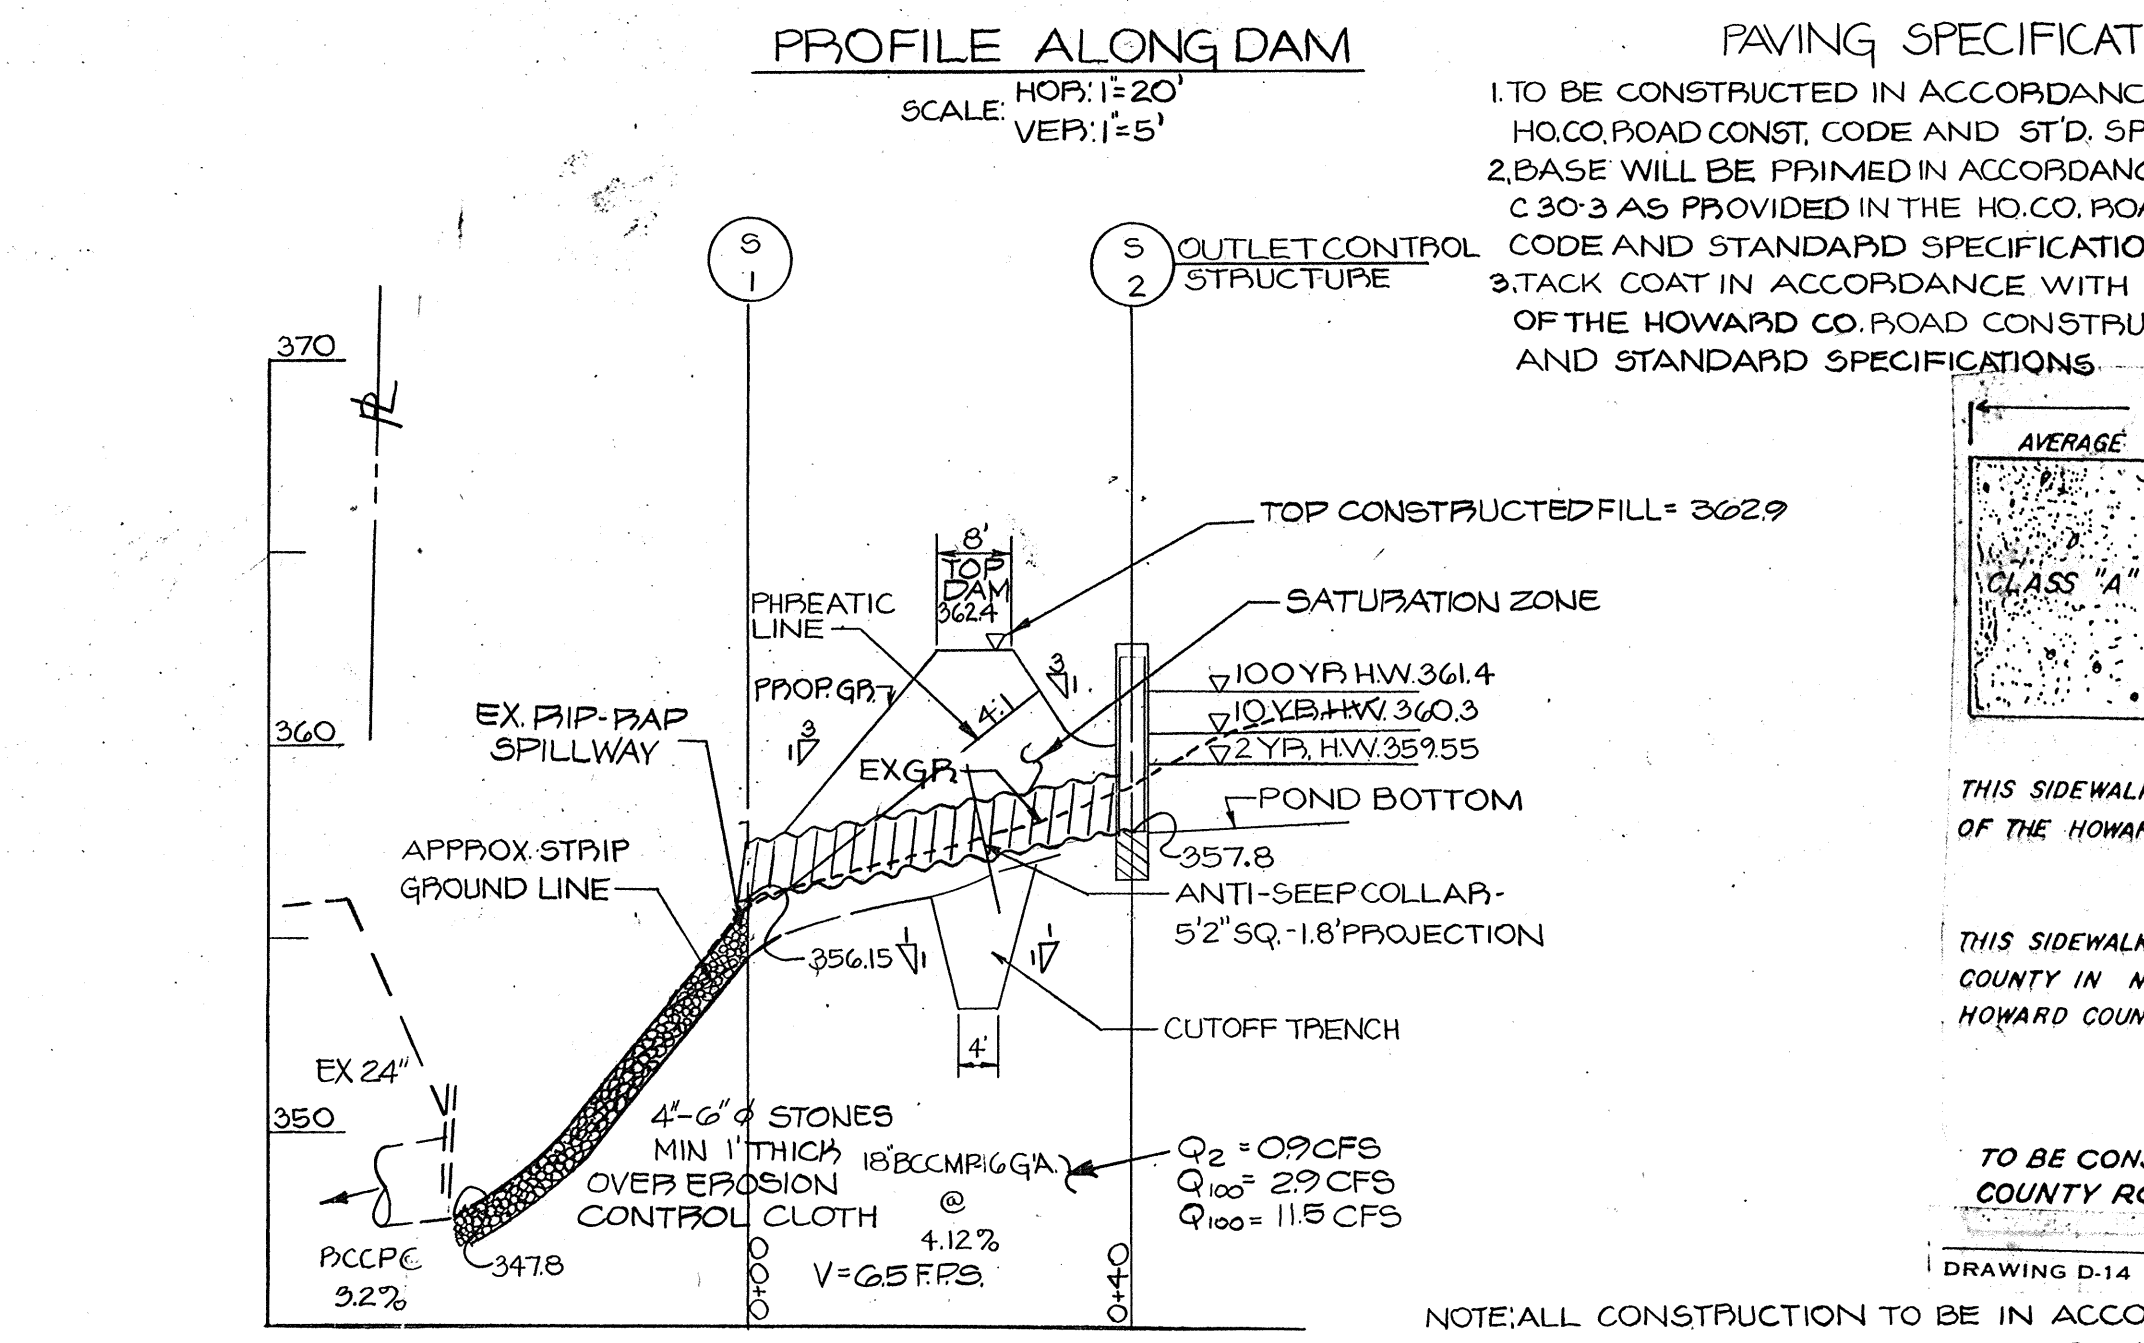 PROFILE ALONG DAM
SCALE: HOR: 1"=20'
VER: 1"=5'
S
1
S
2
OUTLET CONTROL
STRUCTURE
370
360
350
TOP CONSTRUCTED FILL = 362.9
8'
TOP
DAM
362.4
PHREATIC
LINE
SATURATION ZONE
PROP. GR.
3
1
3
1
4:1
100 YR H.W. 361.4
10 YR. H.W. 360.3
2 YR. H.W. 359.55
EX. RIP-RAP
SPILLWAY
EX GR.
POND BOTTOM
357.8
APPROX. STRIP
GROUND LINE
ANTI-SEEP COLLAR-
5'2" SQ. - 1.8' PROJECTION
356.15
1
1
1
1
CUTOFF TRENCH
4'
EX 24"
4"-6" ϕ STONES
MIN 1' THICK
OVER EROSION
CONTROL CLOTH
18" BCCMP 16 G'A.
@
4.12%
V = 6.5 F.P.S.
Q2 = 0.9 CFS
Q100 = 2.9 CFS
Q100 = 11.5 CFS
RCCP
3.2%
347.8
0+00
0+40
PAVING SPECIFICAT
1. TO BE CONSTRUCTED IN ACCORDANC
HO. CO. ROAD CONST. CODE AND ST'D. SP
2. BASE WILL BE PRIMED IN ACCORDANC
C 30-3 AS PROVIDED IN THE HO. CO. ROA
CODE AND STANDARD SPECIFICATIO
3. TACK COAT IN ACCORDANCE WITH
OF THE HOWARD CO. ROAD CONSTRU
AND STANDARD SPECIFICATIONS
AVERAGE
CLASS "A"
THIS SIDEWALK
OF THE HOWAR
THIS SIDEWALK
COUNTY IN
HOWARD COUN
TO BE CONS
COUNTY RO
DRAWING D-14
NOTE: ALL CONSTRUCTION TO BE IN ACCO